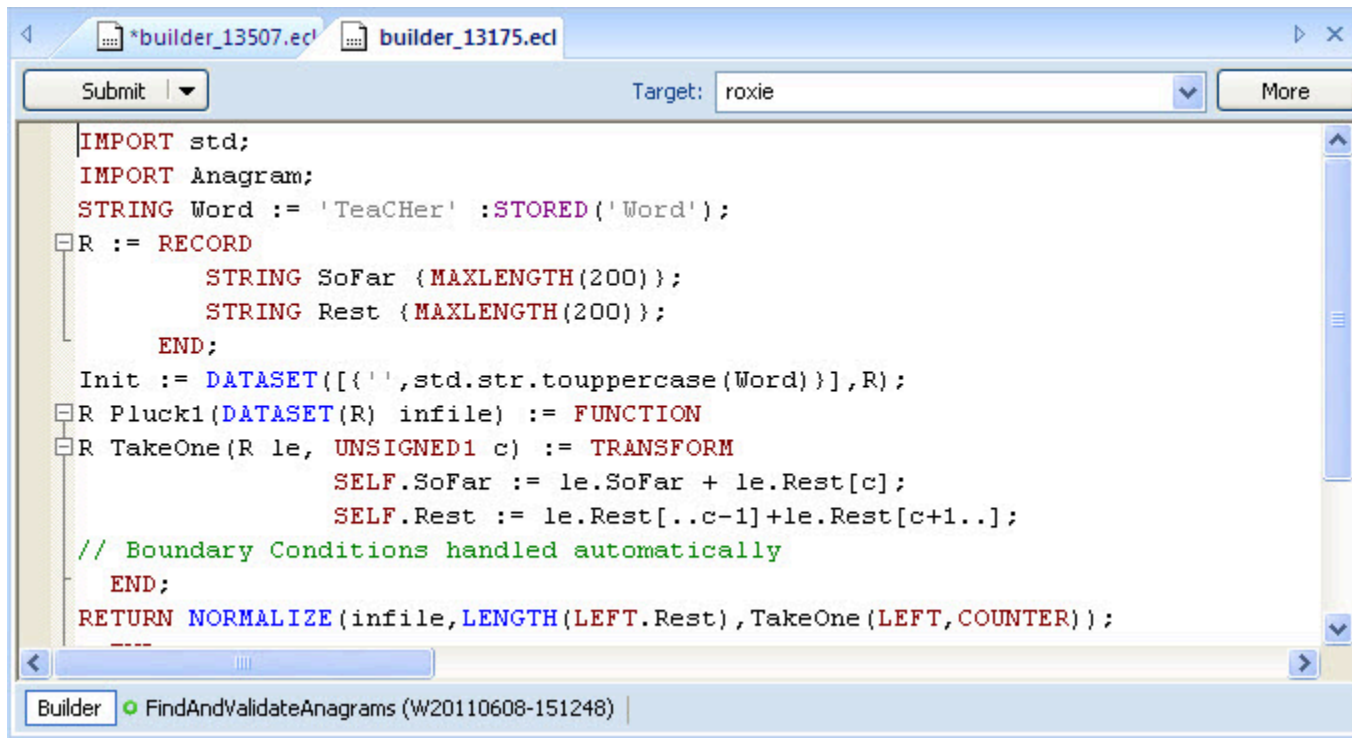 *builder_13507.ecl builder_13175.ecl
Submit Target: roxie More
IMPORT std;
IMPORT Anagram;
STRING Word := 'TeaCHer' :STORED('Word');
R := RECORD
STRING SoFar {MAXLENGTH(200)};
STRING Rest {MAXLENGTH(200)};
END;
Init := DATASET([{'',std.str.touppercase(Word)}],R);
R Pluck1(DATASET(R) infile) := FUNCTION
R TakeOne(R le, UNSIGNED1 c) := TRANSFORM
SELF.SoFar := le.SoFar + le.Rest[c];
SELF.Rest := le.Rest[..c-1]+le.Rest[c+1..];
// Boundary Conditions handled automatically
END;
RETURN NORMALIZE(infile,LENGTH(LEFT.Rest),TakeOne(LEFT,COUNTER));
Builder FindAndValidateAnagrams (W20110608-151248)